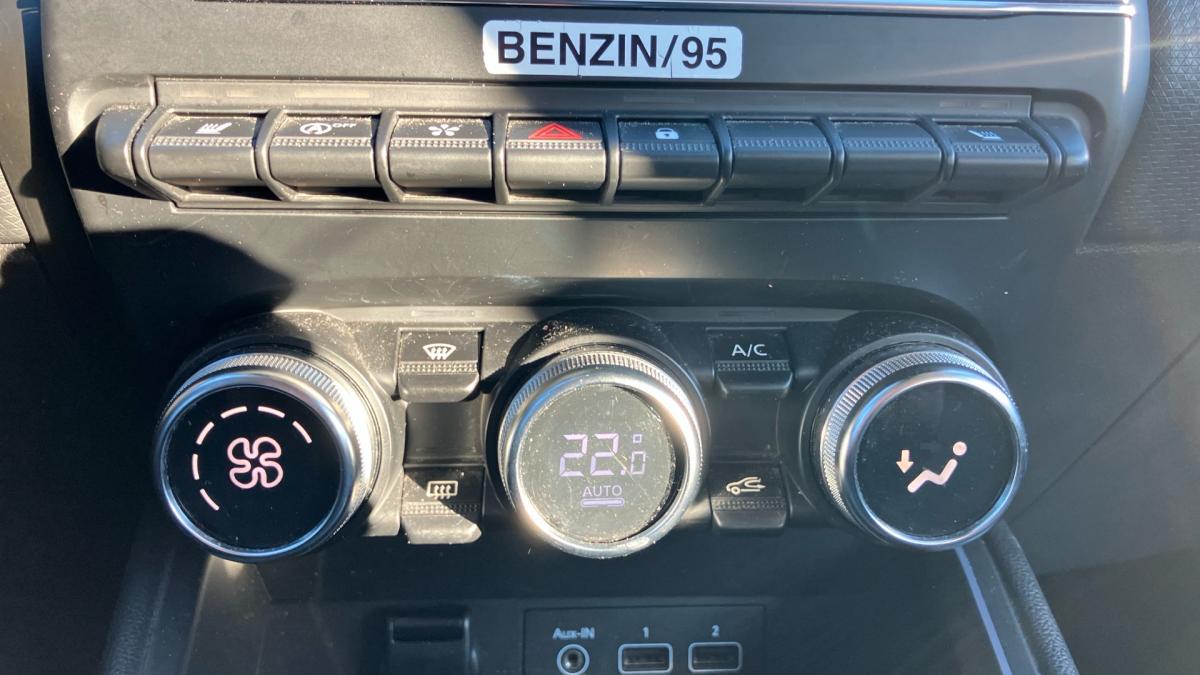 BENZIN/95
OFF
A/C
22.0
AUTO
AUX-IN
1
2